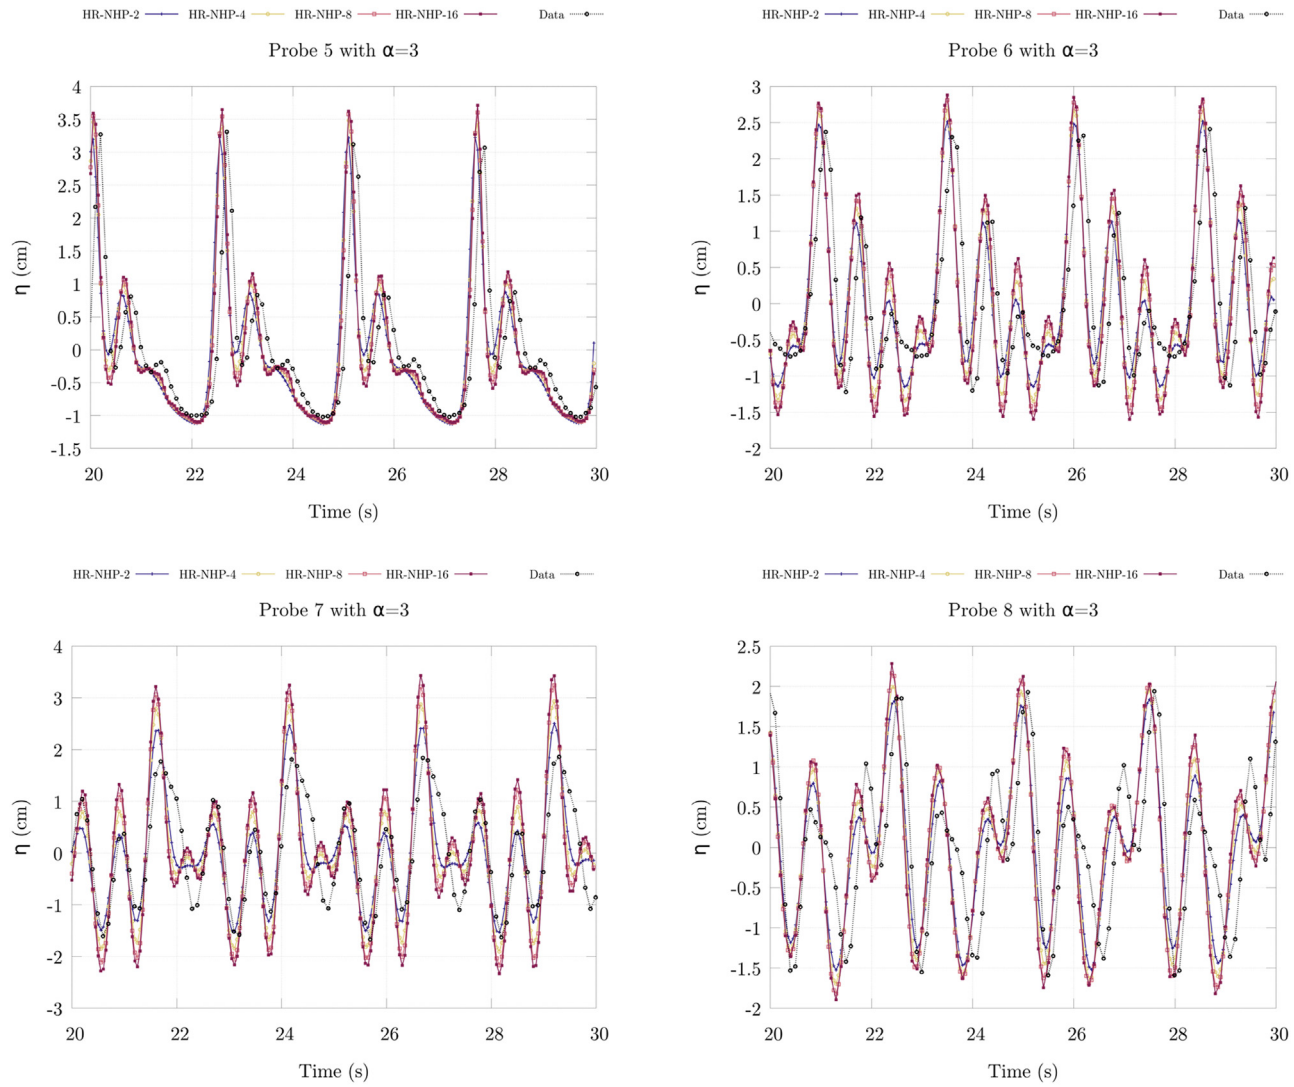 HR-NHP-2 HR-NHP-4 HR-NHP-8 HR-NHP-16 Data
Probe 5 with α=3
4
3.5
3
2.5
2
1.5
1
0.5
0
-0.5
-1
-1.5
η (cm)
20 22 24 26 28 30
Time (s)
HR-NHP-2 HR-NHP-4 HR-NHP-8 HR-NHP-16 Data
Probe 6 with α=3
3
2.5
2
1.5
1
0.5
0
-0.5
-1
-1.5
-2
η (cm)
20 22 24 26 28 30
Time (s)
HR-NHP-2 HR-NHP-4 HR-NHP-8 HR-NHP-16 Data
Probe 7 with α=3
4
3
2
1
0
-1
-2
-3
η (cm)
20 22 24 26 28 30
Time (s)
HR-NHP-2 HR-NHP-4 HR-NHP-8 HR-NHP-16 Data
Probe 8 with α=3
2.5
2
1.5
1
0.5
0
-0.5
-1
-1.5
-2
η (cm)
20 22 24 26 28 30
Time (s)